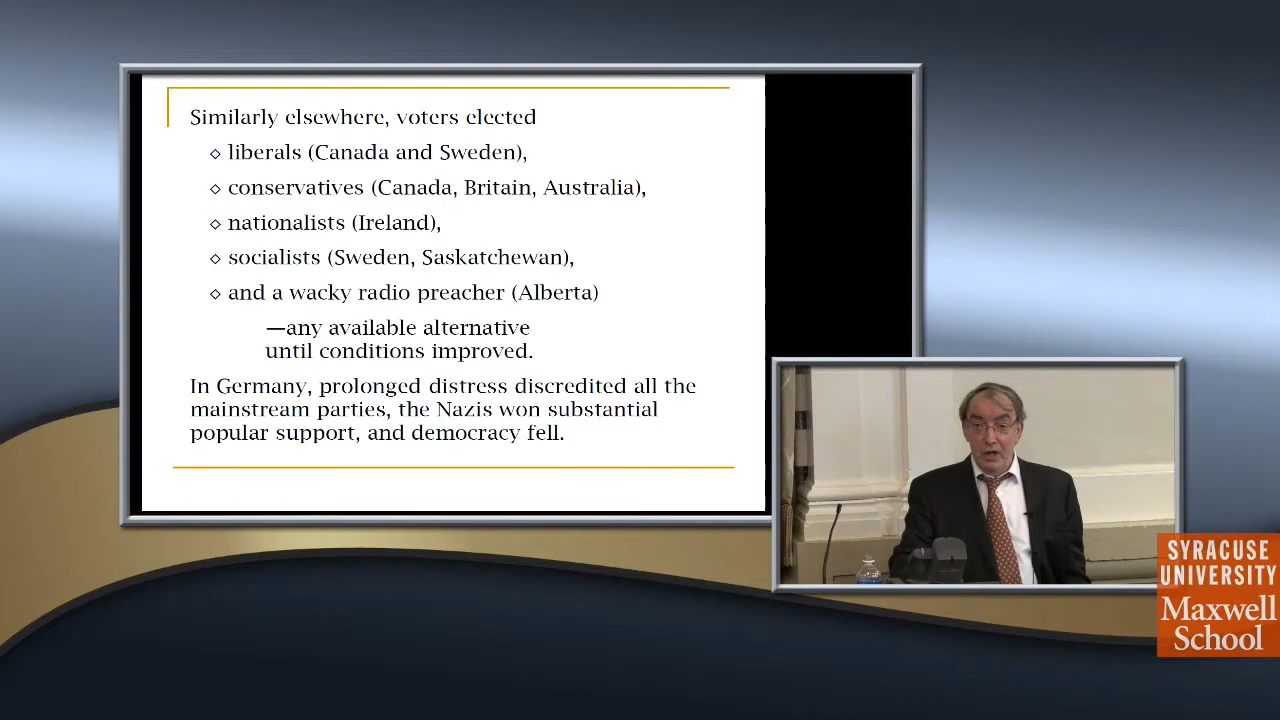 Similarly elsewhere, voters elected
◇ liberals (Canada and Sweden),
◇ conservatives (Canada, Britain, Australia),
◇ nationalists (Ireland),
◇ socialists (Sweden, Saskatchewan),
◇ and a wacky radio preacher (Alberta)
—any available alternative
until conditions improved.
In Germany, prolonged distress discredited all the
mainstream parties, the Nazis won substantial
popular support, and democracy fell.
SYRACUSE
UNIVERSITY
Maxwell
School